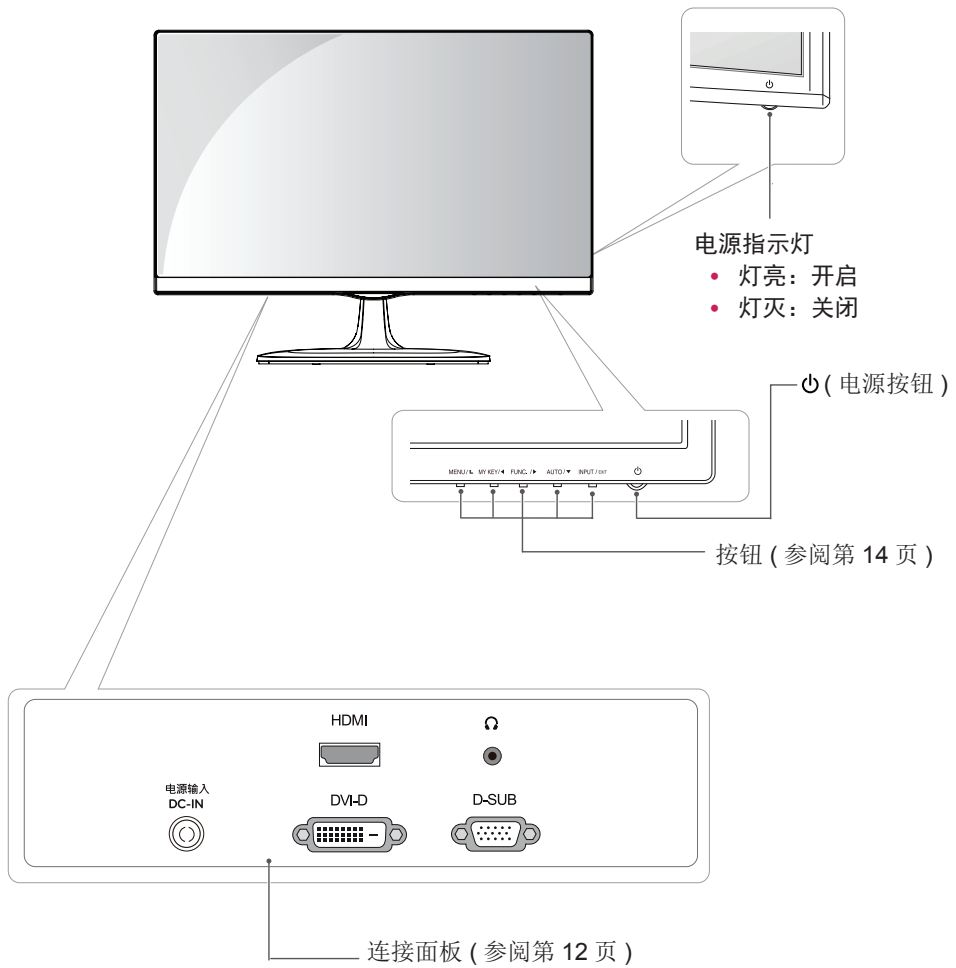 电源指示灯
• 灯亮：开启
• 灯灭：关闭
(电源按钮)
MENU / MY KEY/◀ FUNC. /▶ AUTO/▼ INPUT / EXIT
按钮 (参阅第 14 页)
HDMI
电源输入
DC-IN
DVI-D
D-SUB
连接面板 (参阅第 12 页)